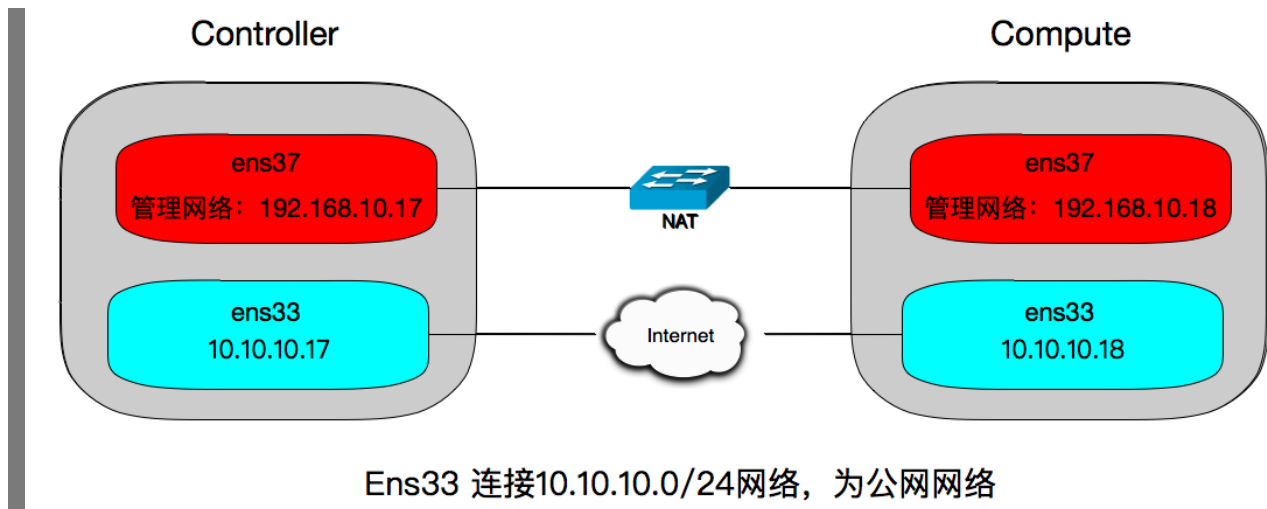 Controller
Compute
ens37
管理网络：192.168.10.17
ens37
管理网络：192.168.10.18
NAT
ens33
10.10.10.17
Internet
ens33
10.10.10.18
Ens33 连接10.10.10.0/24网络，为公网网络